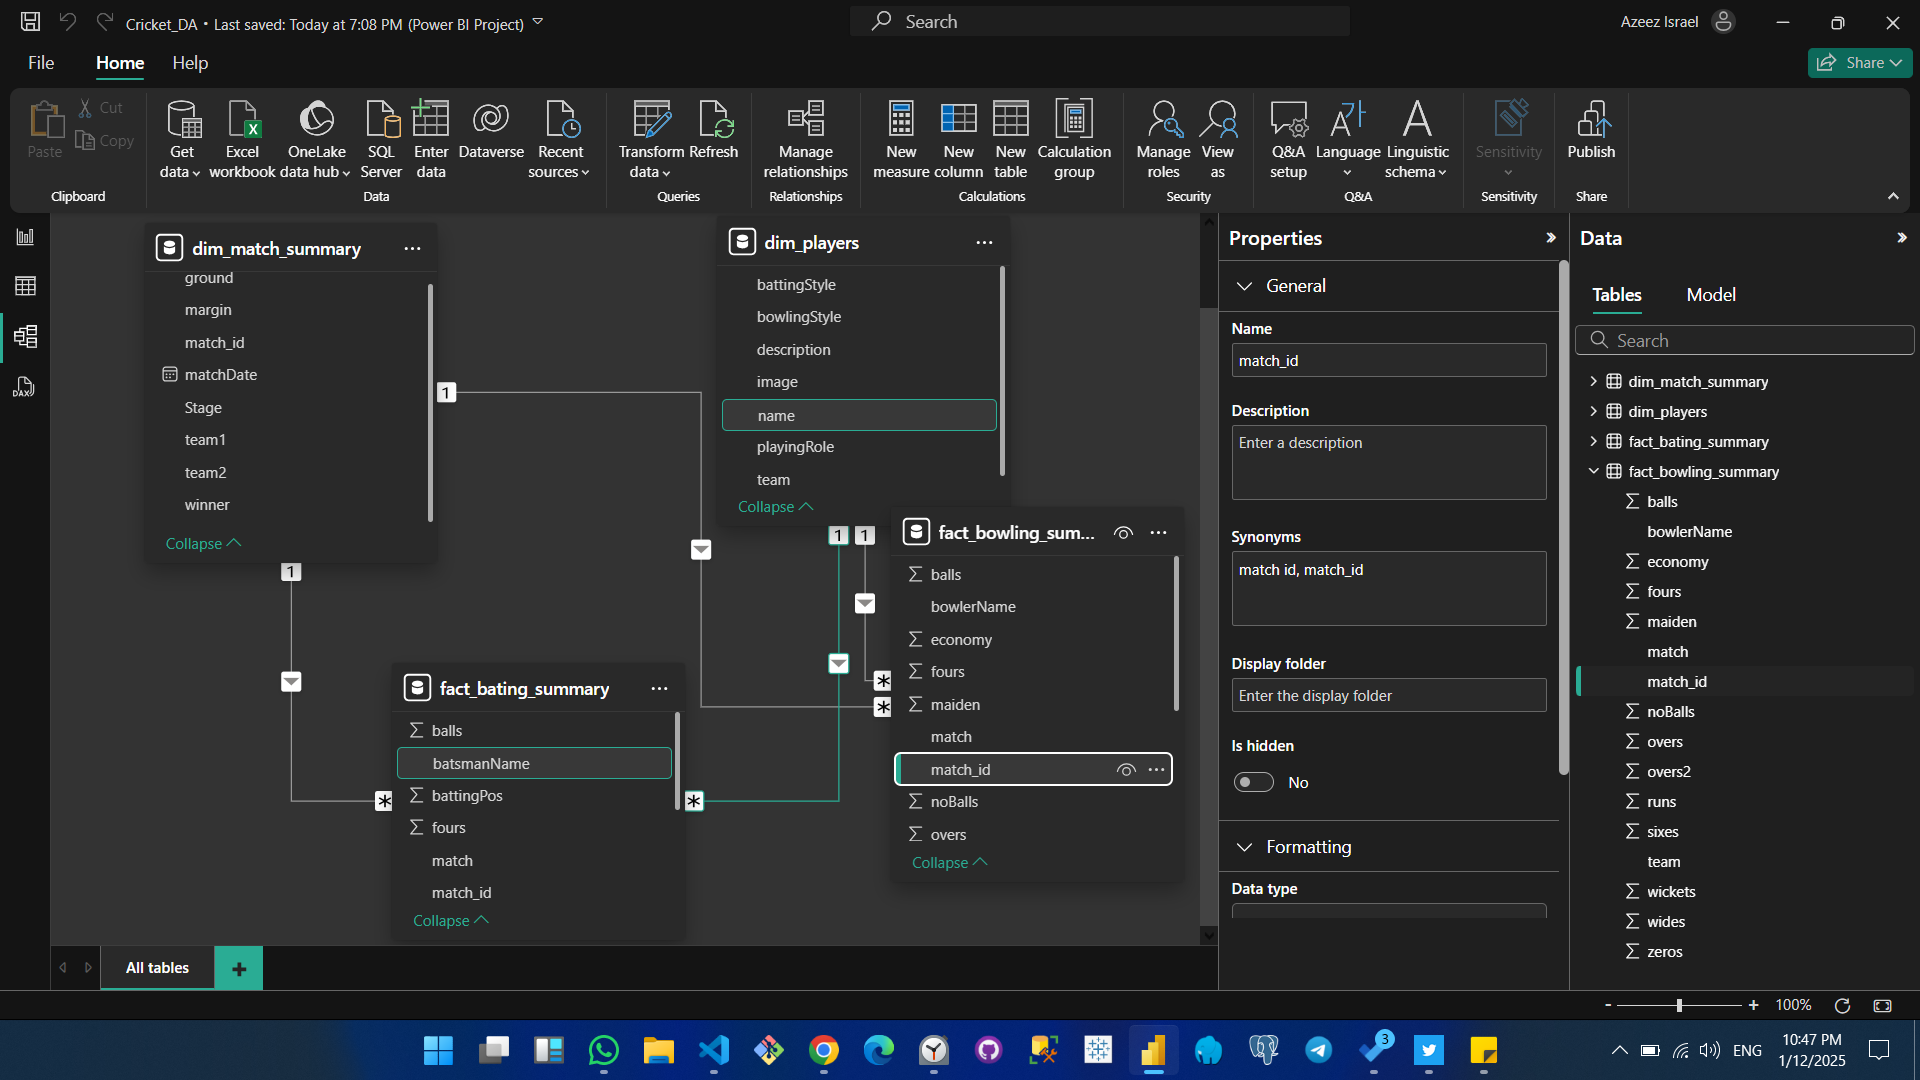 Cricket_DA • Last saved: Today at 7:08 PM (Power BI Project)
Search
Azeez Israel
File
Home
Help
Share
Paste
Cut
Copy
Clipboard
Get data
Excel workbook
OneLake data hub
SQL Server
Enter data
Dataverse
Recent sources
Data
Transform data
Refresh
Queries
Manage relationships
Relationships
New measure
New column
New table
Calculation group
Calculations
Manage roles
View as
Security
Q&A setup
Language
Linguistic schema
Q&A
Sensitivity
Sensitivity
Publish
Share
DAX
dim_match_summary
ground
margin
match_id
matchDate
Stage
team1
team2
winner
Collapse
1
1
dim_players
battingStyle
bowlingStyle
description
image
name
playingRole
team
Collapse
1
1
fact_bating_summary
balls
batsmanName
battingPos
fours
match
match_id
Collapse
*
*
fact_bowling_sum...
balls
bowlerName
economy
fours
maiden
match
match_id
noBalls
overs
Collapse
*
*
All tables
Properties
General
Name
match_id
Description
Enter a description
Synonyms
match id, match_id
Display folder
Enter the display folder
Is hidden
No
Formatting
Data type
Data
Tables
Model
Search
dim_match_summary
dim_players
fact_bating_summary
fact_bowling_summary
balls
bowlerName
economy
fours
maiden
match
match_id
noBalls
overs
overs2
runs
sixes
team
wickets
wides
zeros
- + 100%
3
ENG
10:47 PM
1/12/2025